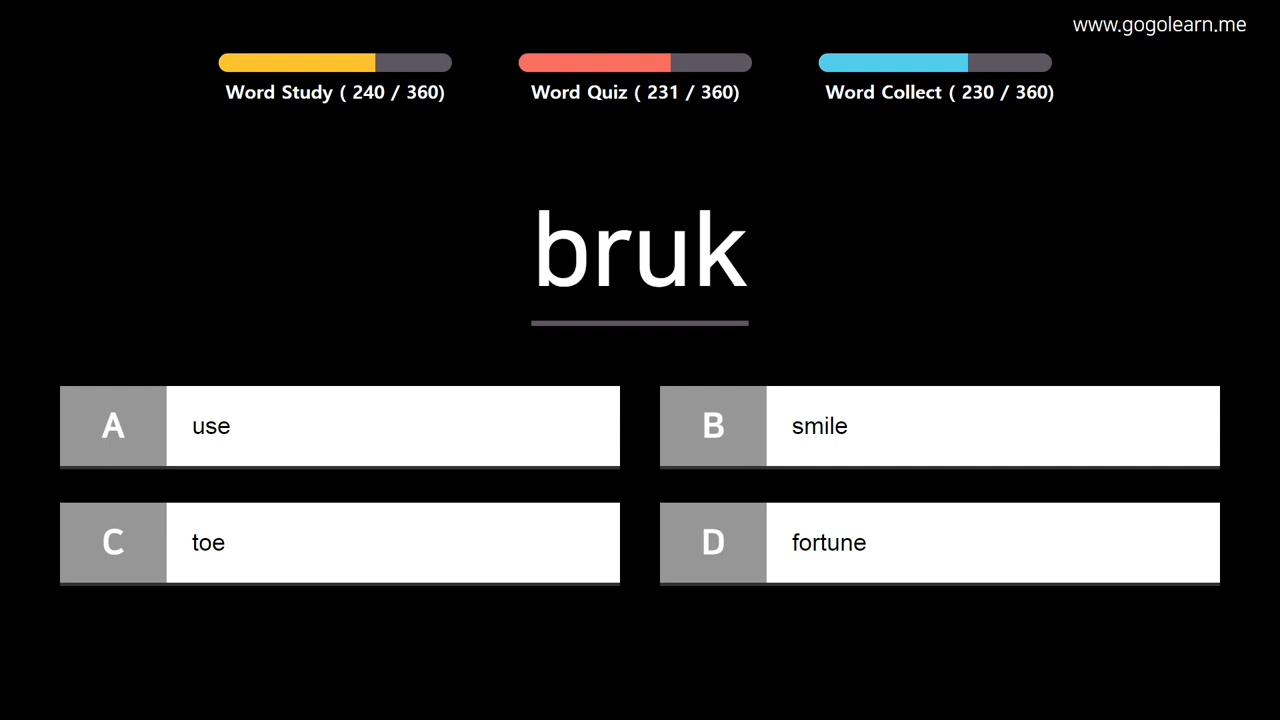 www.gogolearn.me
Word Study ( 240 / 360)
Word Quiz ( 231 / 360)
Word Collect ( 230 / 360)
bruk
A use
B smile
C toe
D fortune